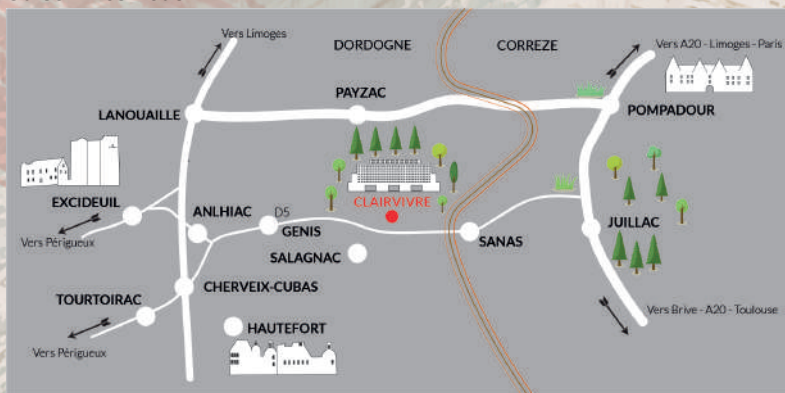 Vers Limoges
DORDOGNE
CORREZE
Vers A20 - Limoges - Paris
PAYZAC
LANOUAILLE
POMPADOUR
CLAIRVIVRE
EXCIDEUIL
ANLHIAC
D5
GENIS
SANAS
JUILLAC
Vers Périgueux
SALAGNAC
TOURTOIRAC
CHERVEIX-CUBAS
Vers Brive - A20 - Toulouse
HAUTEFORT
Vers Périgueux